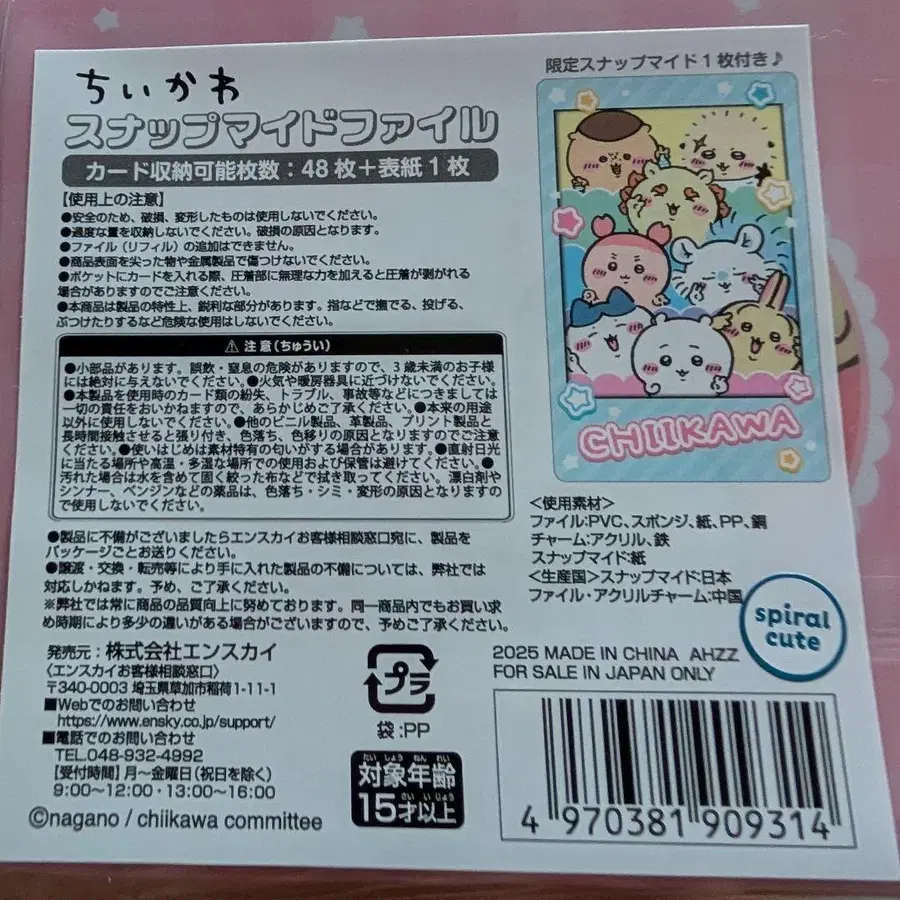 ちいかわ
スナップマイドファイル
カード収納可能枚数：48枚＋表紙1枚
【使用上の注意】
●安全のため、破損、変形したものは使用しないでください。
●過度な量を収納しないでください。破損の原因となります。
●ファイル（リフィル）の追加はできません。
●商品表面を尖った物や金属製品で傷つけないでください。
●ポケットにカードを入れる際、圧着部に無理な力を加えると圧着が剥がれる
場合がありますのでご注意ください。
●本商品は製品の特性上、鋭利な部分があります。指などで撫でる、投げる、
ぶつけたりするなど危険な使用はしないでください。
⚠ 注意（ちゅうい）
●小部品があります。誤飲・窒息の危険がありますので、3歳未満のお子様
には絶対に与えないでください。●火気や暖房器具に近づけないでください。
●本製品を使用時のカード類の紛失、トラブル、事故等などにつきましては
一切の責任をおいかねますので、あらかじめご了承ください。●本来の用途
以外に使用しないでください。●他のビニル製品、革製品、プリント製品と
長時間接触させると張り付き、色落ち、色移りの原因となりますのでご注意
ください。●使いはじめは素材特有の匂いがする場合があります。●直射日光
に当たる場所や高温・多湿な場所での使用および保管は避けてください。●
汚れた場合は水を含めて固く絞った布などで拭き取ってください。漂白剤や
シンナー、ベンジンなどの薬品は、色落ち・シミ・変形の原因となりますの
で使用しないでください。
●製品に不備がございましたらエンスカイお客様相談窓口宛に、製品を
パッケージごとお送りください。
●譲渡・交換・転売等により手に入れた製品の不備については、弊社では
対応しかねます。予め、ご了承ください。
※弊社では常に商品の品質向上に努めております。同一商品内でもお買い求
め時期により多少の違いがある場合がございますので、予めご了承ください。
発売元：株式会社エンスカイ
〈エンスカイお客様相談窓口〉
〒340-0003 埼玉県草加市稲荷1-11-1
■Webでのお問い合わせ
https://www.ensky.co.jp/support/
■電話でのお問い合わせ
TEL.048-932-4992
【受付時間】月～金曜日（祝日を除く）
9:00～12:00・13:00～16:00
©nagano / chiikawa committee
プラ
袋:PP
たい しょう ねん れい
対象年齢
さい い じょう
15才以上
限定スナップマイド1枚付き♪
CHIIKAWA
＜使用素材＞
ファイル：PVC、スポンジ、紙、PP、鋼
チャーム：アクリル、鉄
スナップマイド：紙
＜生産国＞スナップマイド：日本
ファイル・アクリルチャーム：中国
spiral
cute
2025 MADE IN CHINA AHZZ
FOR SALE IN JAPAN ONLY
4 970381 909314